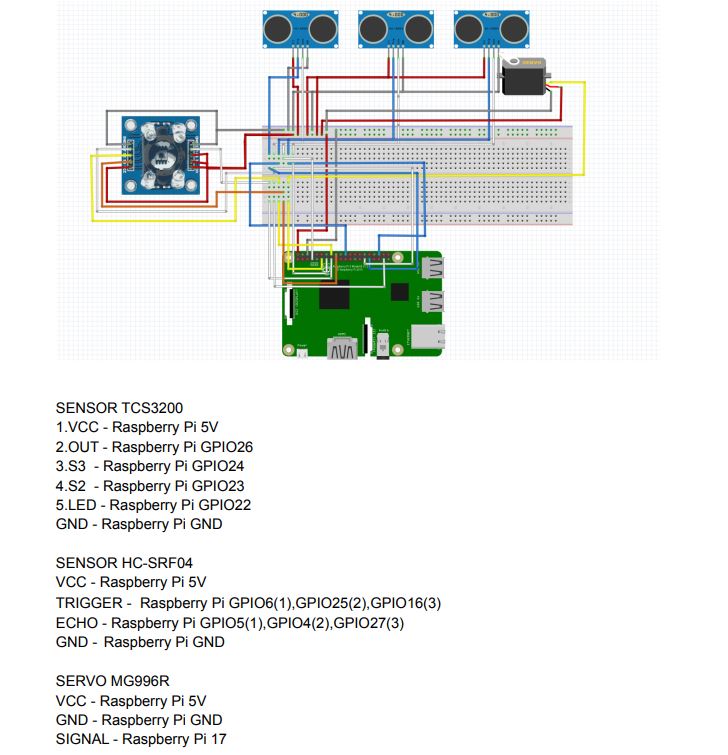 SERVO
SENSOR TCS3200
1.VCC - Raspberry Pi 5V
2.OUT - Raspberry Pi GPIO26
3.S3 - Raspberry Pi GPIO24
4.S2 - Raspberry Pi GPIO23
5.LED - Raspberry Pi GPIO22
GND - Raspberry Pi GND
SENSOR HC-SRF04
VCC - Raspberry Pi 5V
TRIGGER - Raspberry Pi GPIO6(1),GPIO25(2),GPIO16(3)
ECHO - Raspberry Pi GPIO5(1),GPIO4(2),GPIO27(3)
GND - Raspberry Pi GND
SERVO MG996R
VCC - Raspberry Pi 5V
GND - Raspberry Pi GND
SIGNAL - Raspberry Pi 17